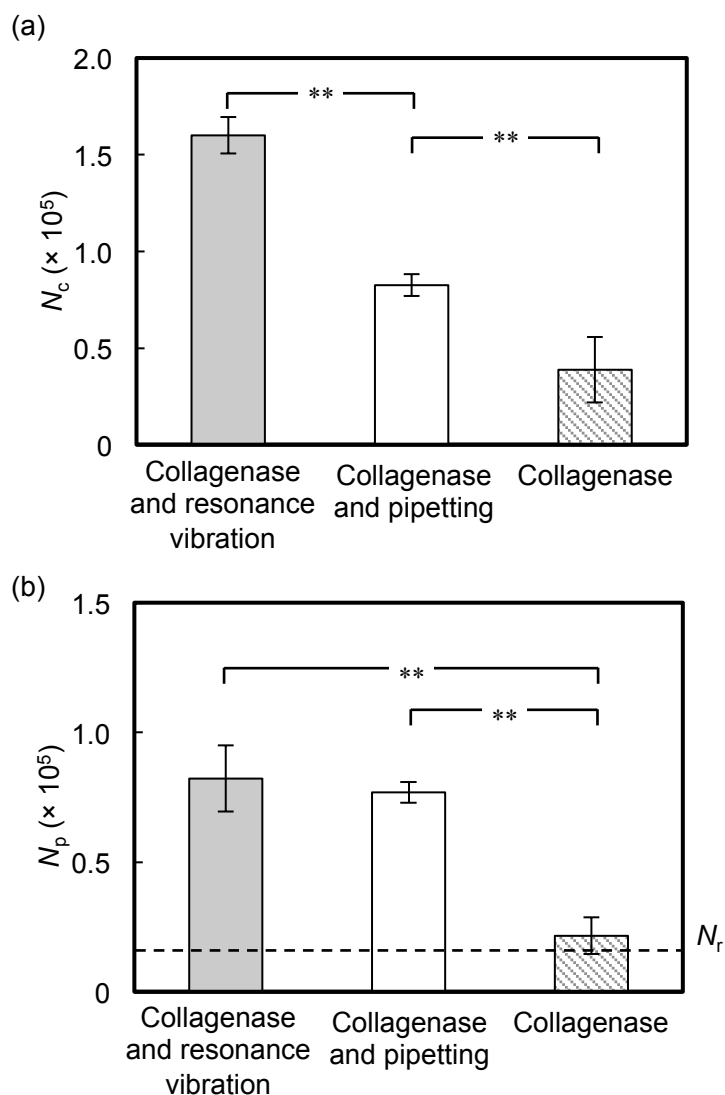 (a)
2.0
1.5
1.0
0.5
0
Nc (× 10⁵)
**
**
Collagenase and resonance vibration
Collagenase and pipetting
Collagenase
(b)
1.5
1.0
0.5
0
Np (× 10⁵)
**
**
Nr
Collagenase
and resonance
vibration
Collagenase
and pipetting
Collagenase